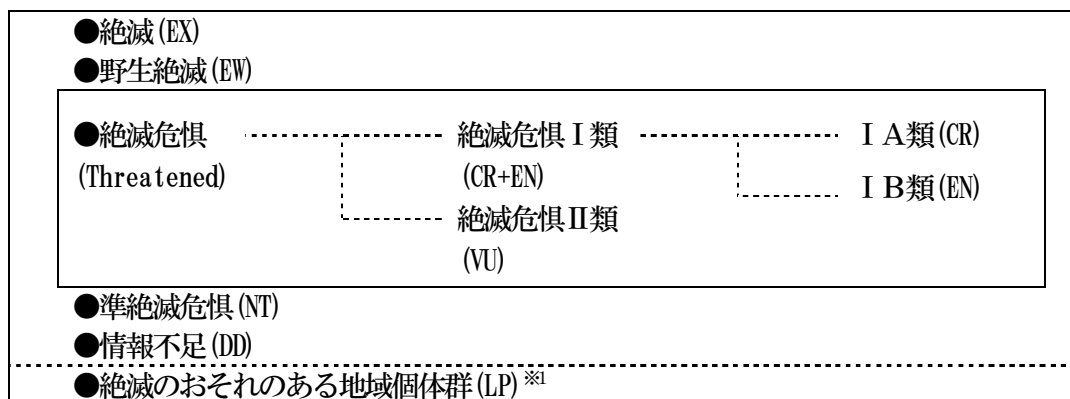 ●絶滅(EX)
●野生絶滅(EW)
●絶滅危惧 絶滅危惧Ⅰ類 ⅠA類(CR)
(Threatened) (CR+EN) ⅠB類(EN)
絶滅危惧Ⅱ類
(VU)
●準絶滅危惧(NT)
●情報不足(DD)
●絶滅のおそれのある地域個体群(LP)※1